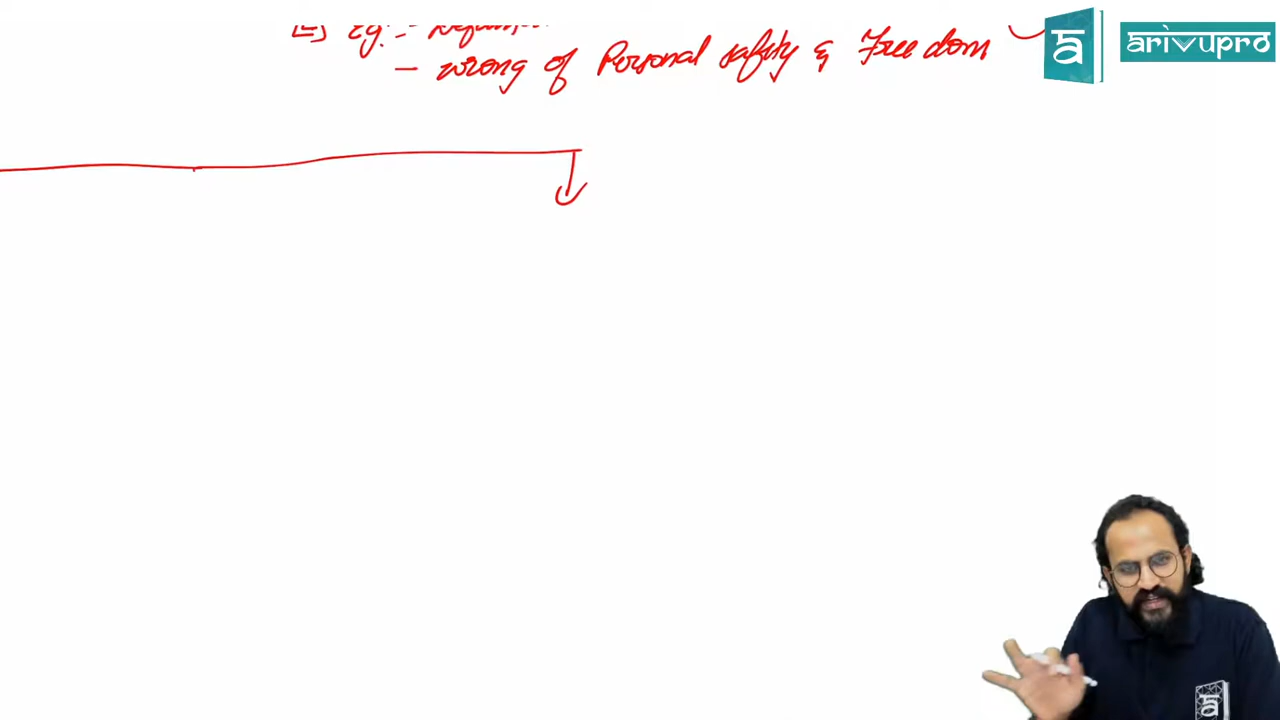 Eg: -
- wrong of Personal safety & Freedom
ā arivupro
ā